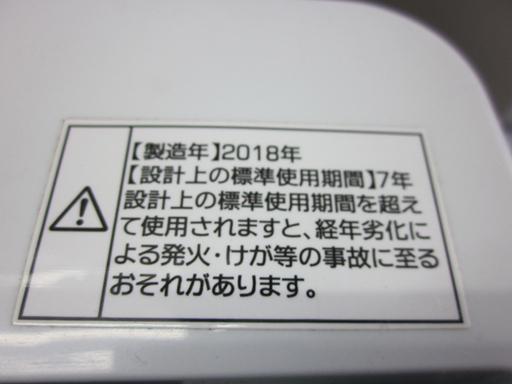 【製造年】2018年
【設計上の標準使用期間】7年
設計上の標準使用期間を超え
て使用されますと、経年劣化に
よる発火・けが等の事故に至る
おそれがあります。